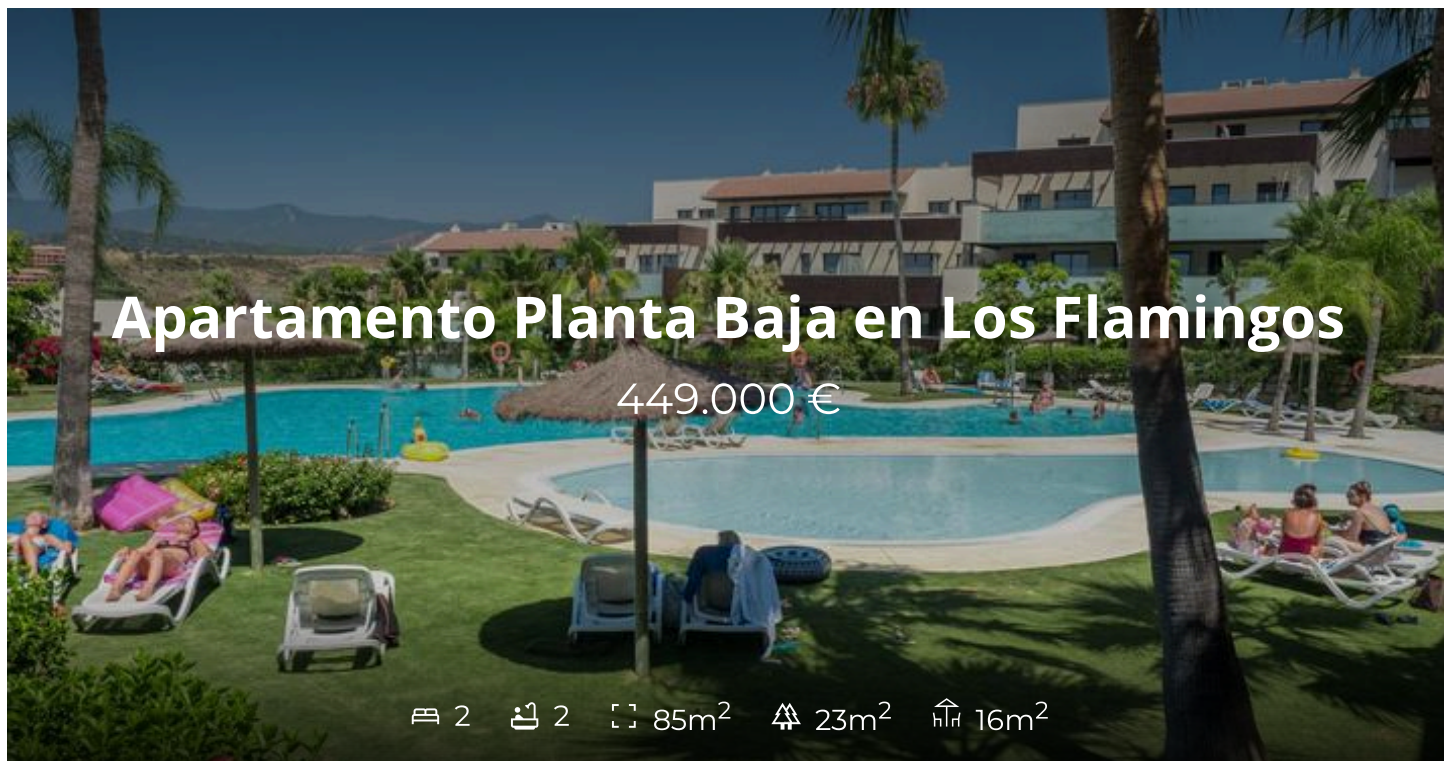 Apartamento Planta Baja en Los Flamingos
449.000 €
2 2 85m² 23m² 16m²